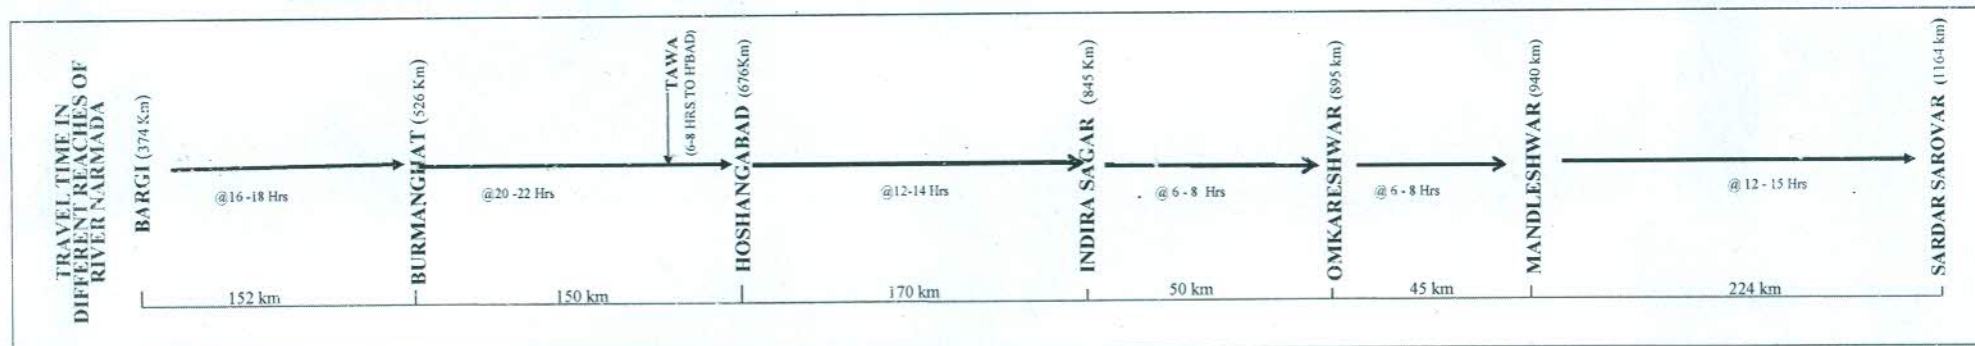 TRAVEL TIME IN
DIFFERENT REACHES OF
RIVER NARMADA
BARGI (374 Km)
@16 -18 Hrs
BURMANGHAT (526 Km)
@20 -22 Hrs
TAWA
(6-8 HRS TO H'BAD)
HOSHANGABAD (676Km)
@12-14 Hrs
INDIRA SAGAR (845 Km)
@ 6 - 8 Hrs
OMKARESHWAR (895 km)
@ 6 - 8 Hrs
MANDLESHWAR (940 km)
@ 12 - 15 Hrs
SARDAR SAROVAR (1164 km)
152 km
150 km
170 km
50 km
45 km
224 km